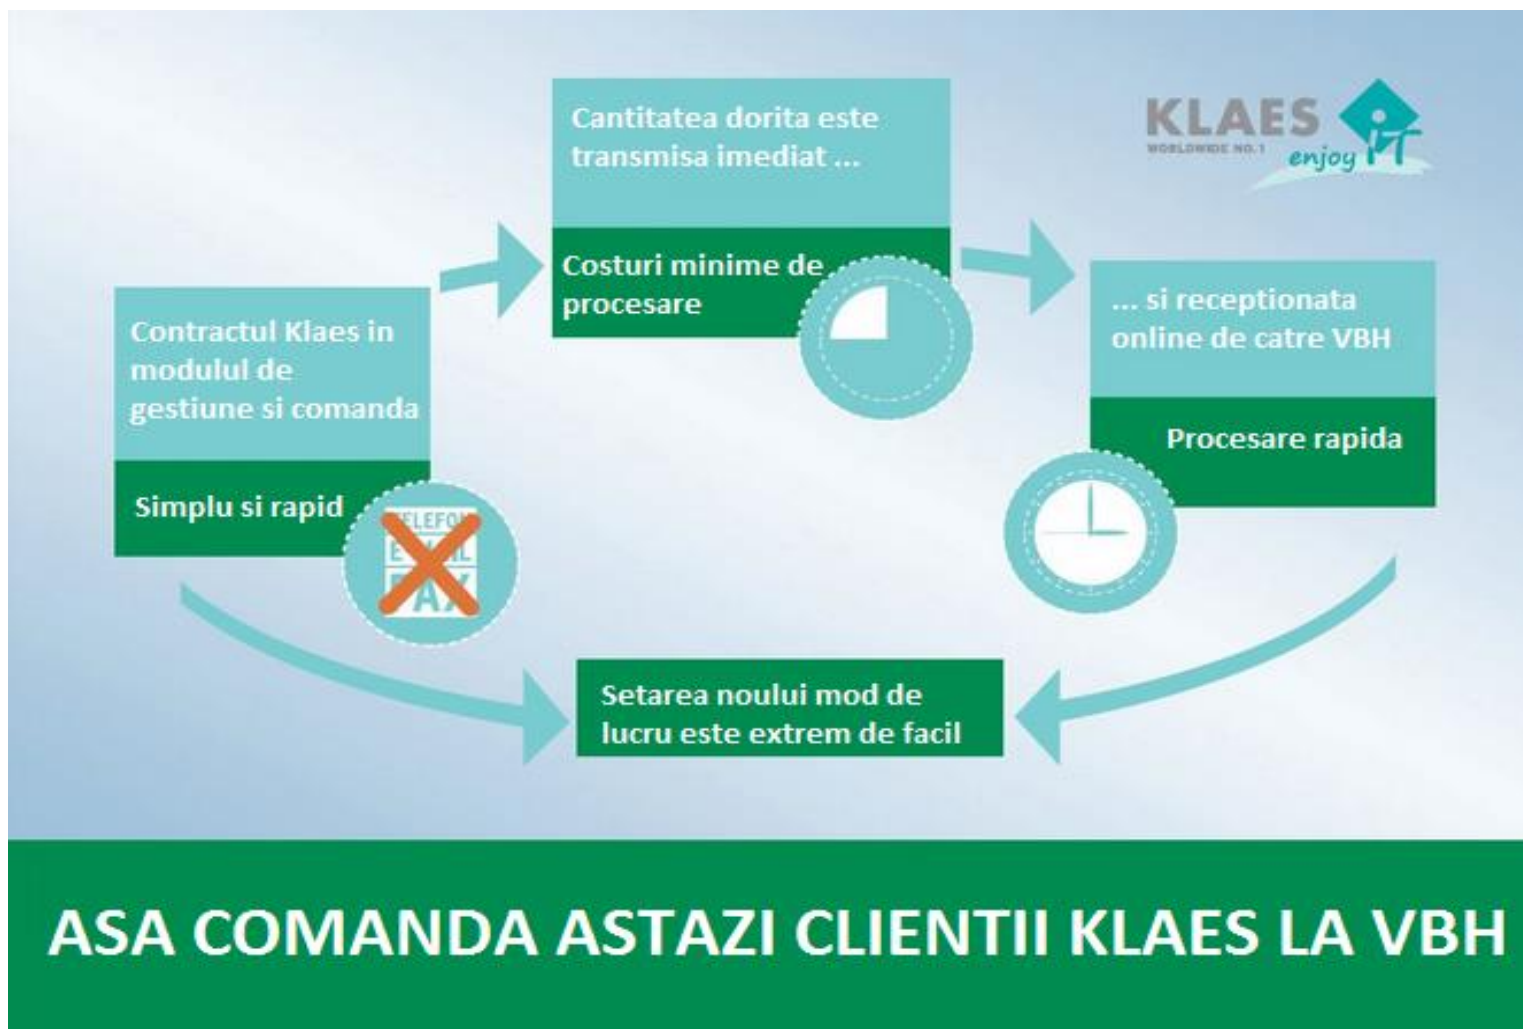 KLAES
WORLDWIDE NO. 1
enjoy iT
Contractul Klaes in
modulul de
gestiune si comanda
Simplu si rapid
TELEFON
E-MAIL
FAX
Cantitatea dorita este
transmisa imediat ...
Costuri minime de
procesare
... si receptionata
online de catre VBH
Procesare rapida
Setarea noului mod de
lucru este extrem de facil
ASA COMANDA ASTAZI CLIENTII KLAES LA VBH